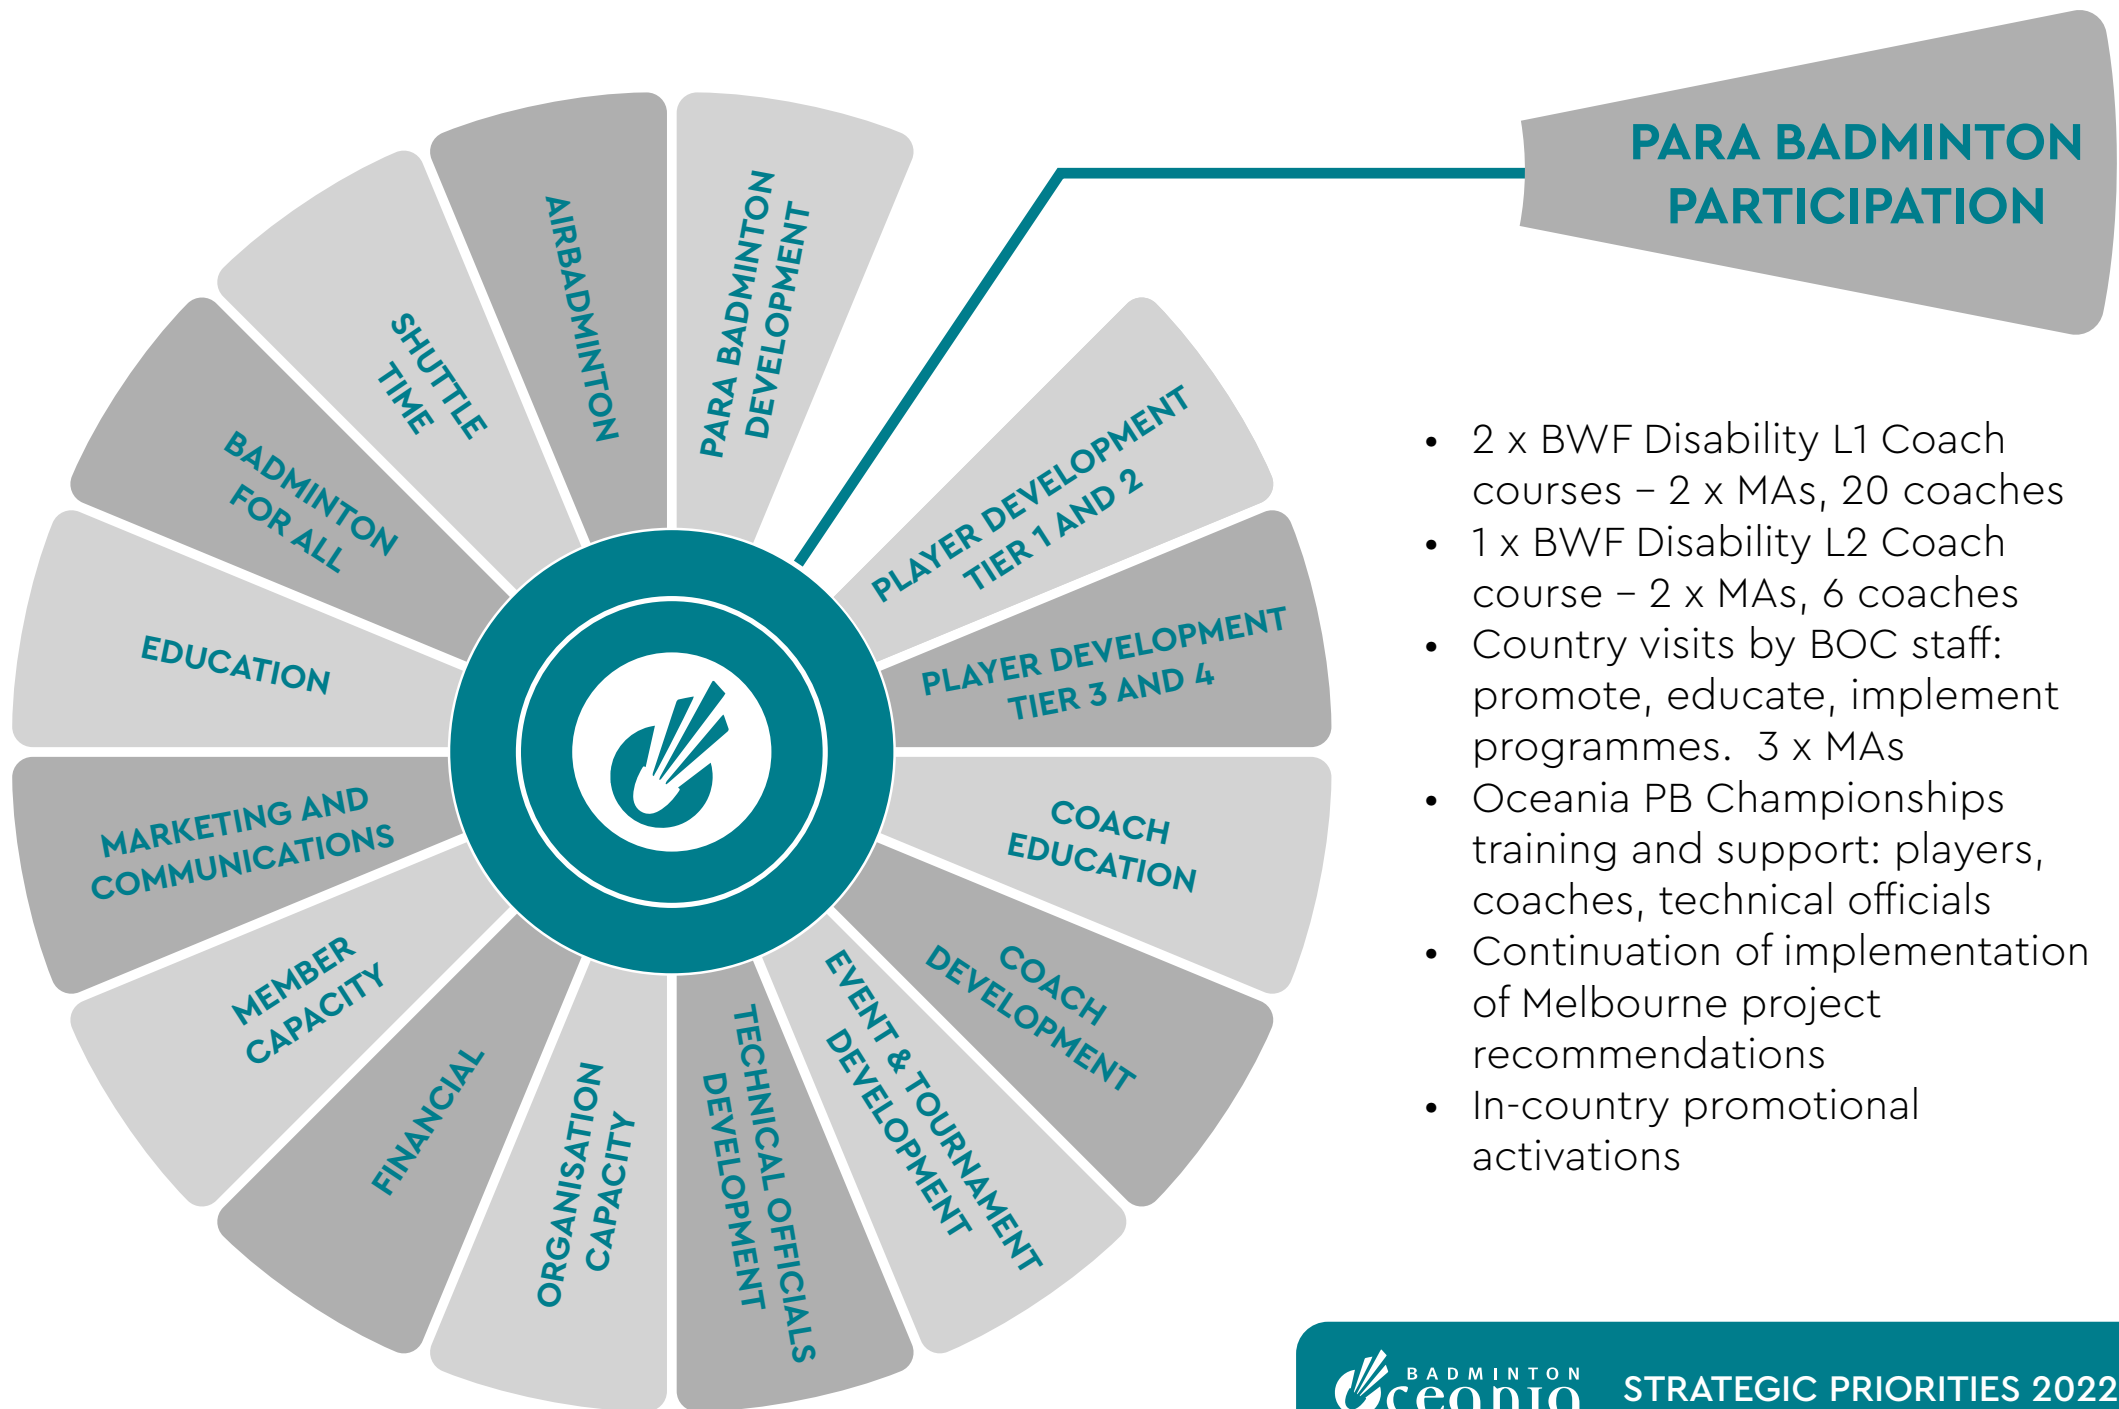 PARA BADMINTON
PARTICIPATION
AIRBADMINTON
PARA BADMINTON
DEVELOPMENT
SHUTTLE
TIME
BADMINTON
FOR ALL
EDUCATION
MARKETING AND
COMMUNICATIONS
MEMBER
CAPACITY
FINANCIAL
ORGANISATION
CAPACITY
TECHNICAL OFFICIALS
DEVELOPMENT
EVENT & TOURNAMENT
DEVELOPMENT
COACH
DEVELOPMENT
COACH
EDUCATION
PLAYER DEVELOPMENT
TIER 3 AND 4
PLAYER DEVELOPMENT
TIER 1 AND 2
• 2 x BWF Disability L1 Coach
courses – 2 x MAs, 20 coaches
• 1 x BWF Disability L2 Coach
course – 2 x MAs, 6 coaches
• Country visits by BOC staff:
promote, educate, implement
programmes.  3 x MAs
• Oceania PB Championships
training and support: players,
coaches, technical officials
• Continuation of implementation
of Melbourne project
recommendations
• In-country promotional
activations
BADMINTON
Oceania
STRATEGIC PRIORITIES 2022